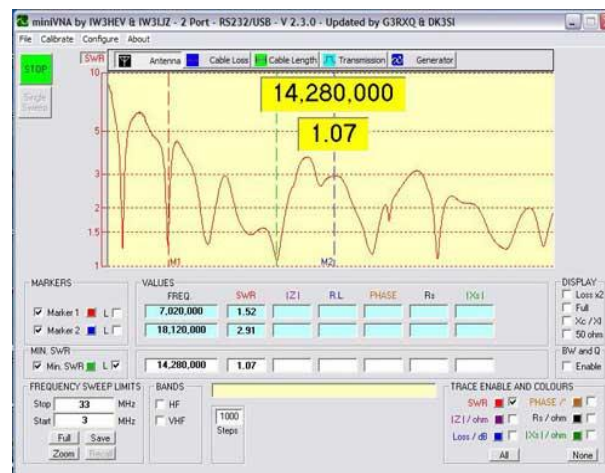 miniVNA by IW3HEV & IW3IJZ - 2 Port - RS232/USB - V 2.3.0 - Updated by G3RXQ & DK3SI
File Calibrate Configure About
STOP
Single Sweep
SWR
Antenna Cable Loss Cable Length Transmission Generator
10
14,280,000
1.07
5
3
2
1.5
1
M1
M2
MARKERS
VALUES
DISPLAY
FREQ. SWR |Z| R.L PHASE Rs |Xs|
Marker 1 L 7,020,000 1.52
Marker 2 L 18,120,000 2.91
Loss x2
Full
Xc / Xl
50 ohm
MIN. SWR
Min. SWR L 14,280,000 1.07
BW and Q
Enable
FREQUENCY SWEEP LIMITS
Stop 33 MHz
Start 3 MHz
Full Save
Zoom Recall
BANDS
HF
VHF
1000
Steps
TRACE ENABLE AND COLOURS
SWR PHASE /°
|Z| / ohm Rs / ohm
Loss / dB |Xs| / ohm
All None